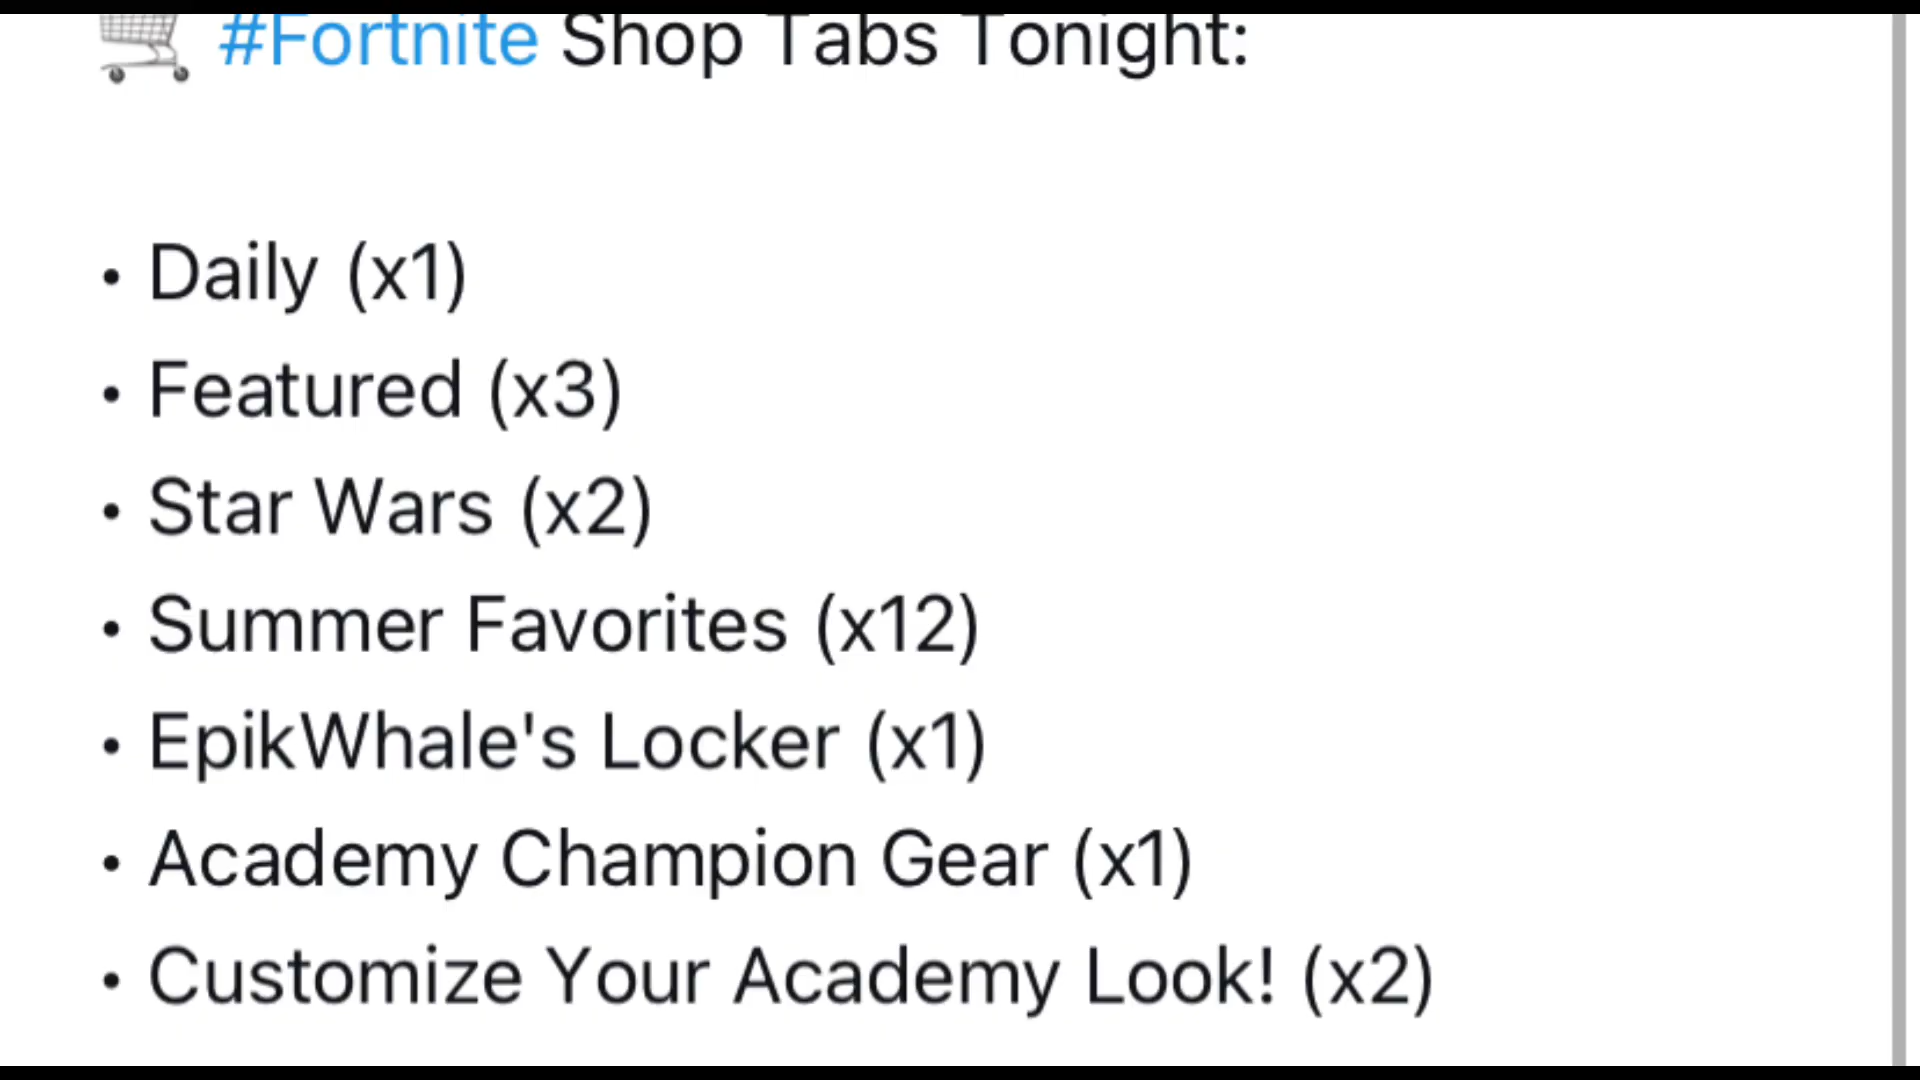 🛒 #Fortnite Shop Tabs Tonight:
• Daily (x1)
• Featured (x3)
• Star Wars (x2)
• Summer Favorites (x12)
• EpikWhale's Locker (x1)
• Academy Champion Gear (x1)
• Customize Your Academy Look! (x2)